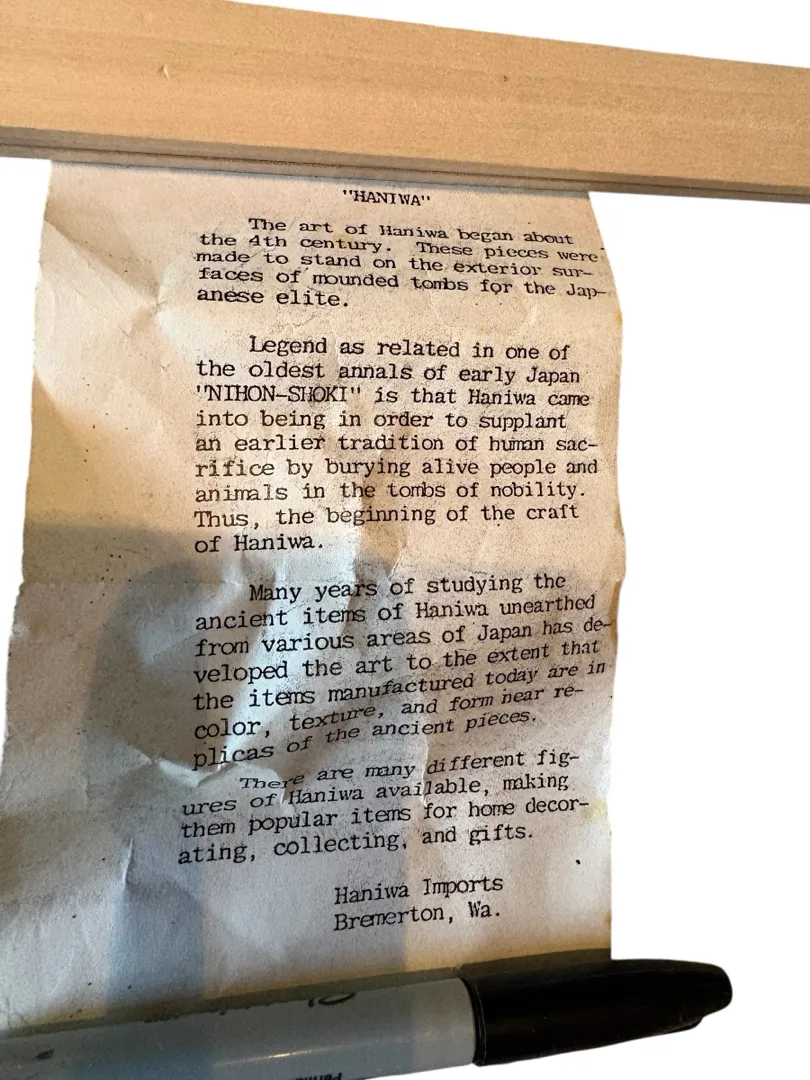 "HANIWA"
The art of Haniwa began about
the 4th century. These pieces were
made to stand on the exterior sur-
faces of mounded tombs for the Jap-
anese elite.
Legend as related in one of
the oldest annals of early Japan
"NIHON-SHOKI" is that Haniwa came
into being in order to supplant
an earlier tradition of human sac-
rifice by burying alive people and
animals in the tombs of nobility.
Thus, the beginning of the craft
of Haniwa.
Many years of studying the
ancient items of Haniwa unearthed
from various areas of Japan has de-
veloped the art to the extent that
the items manufactured today are in
color, texture, and form near re-
plicas of the ancient pieces.
There are many different fig-
ures of Haniwa available, making
them popular items for home decor-
ating, collecting, and gifts.
Haniwa Imports
Bremerton, Wa.